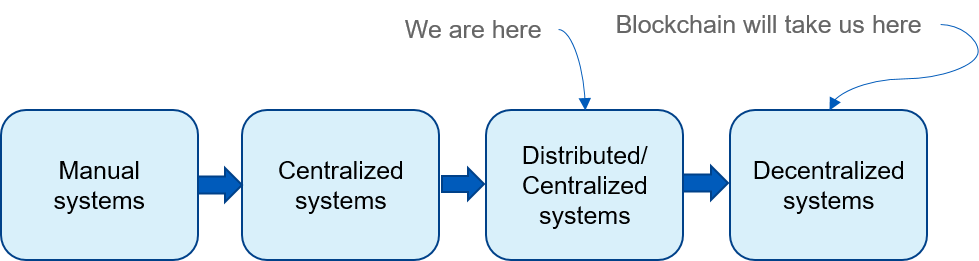 We are here
Blockchain will take us here
Manual
systems
Centralized
systems
Distributed/
Centralized
systems
Decentralized
systems